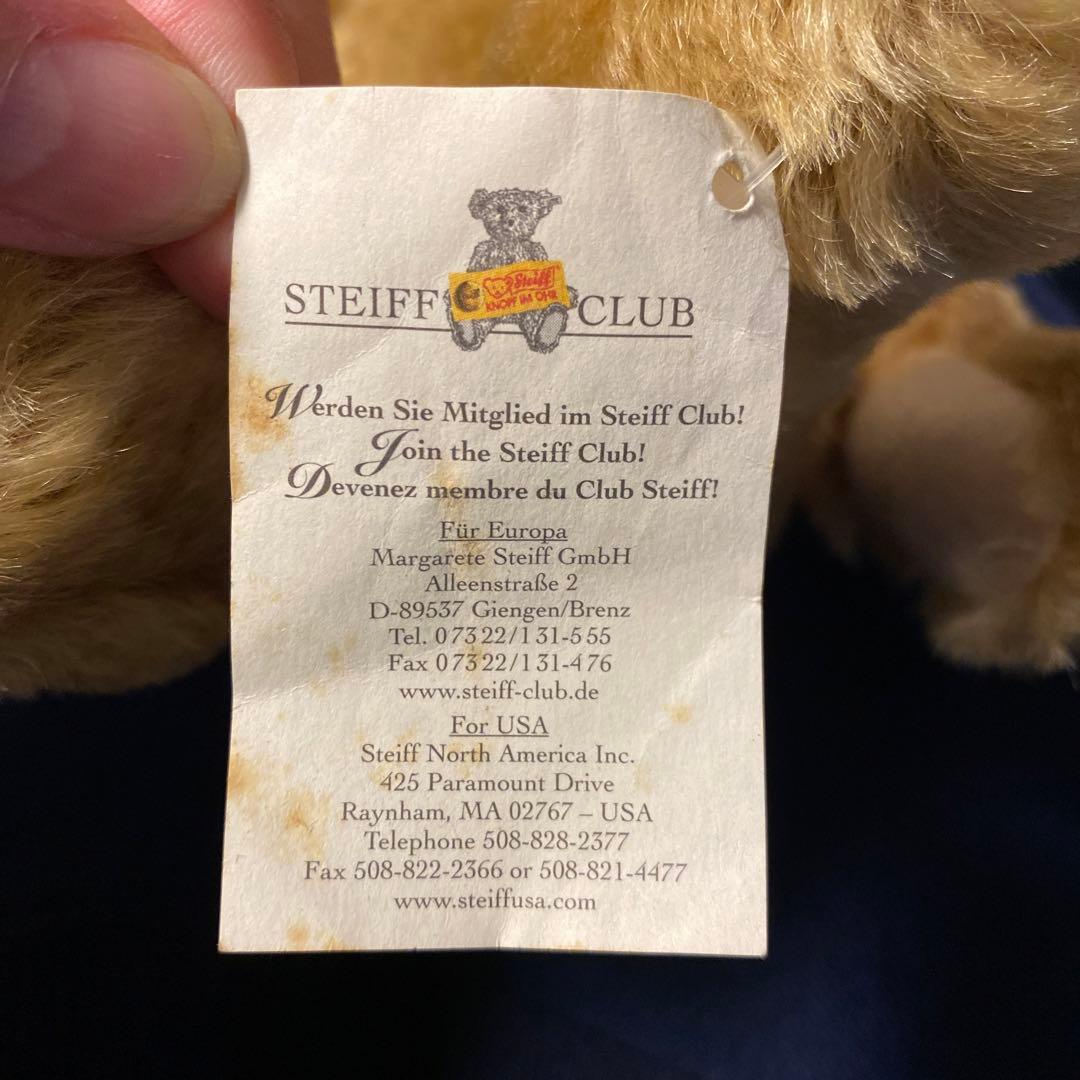 Steiff
KNOPF IM OHR
STEIFF CLUB
Werden Sie Mitglied im Steiff Club!
Join the Steiff Club!
Devenez membre du Club Steiff!
Für Europa
Margarete Steiff GmbH
Alleenstraße 2
D-89537 Giengen/Brenz
Tel. 07322/131-555
Fax 07322/131-476
www.steiff-club.de
For USA
Steiff North America Inc.
425 Paramount Drive
Raynham, MA 02767 – USA
Telephone 508-828-2377
Fax 508-822-2366 or 508-821-4477
www.steiffusa.com